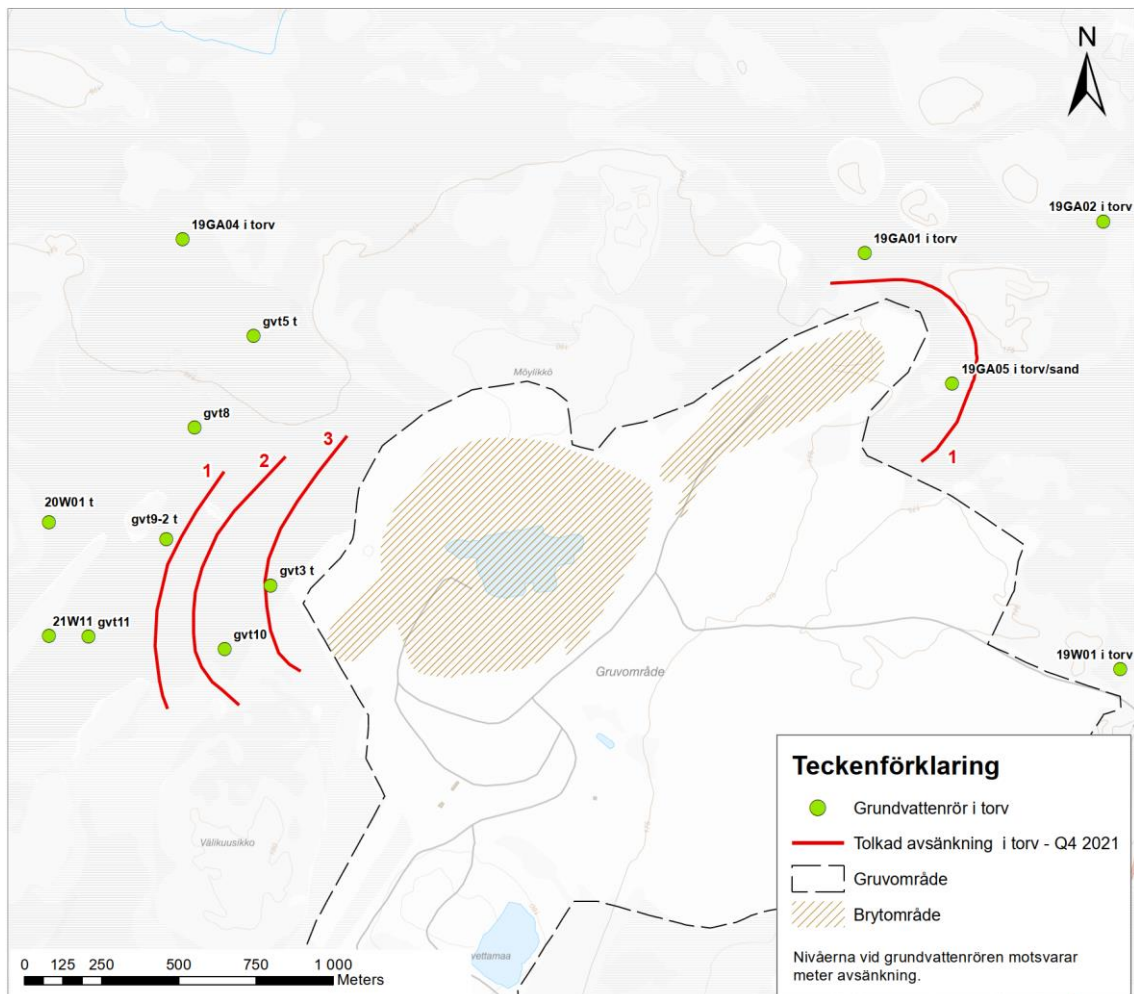 N
19GA02 i torv
19GA04 i torv
19GA01 i torv
gvt5 t
Möylikkö
19GA05 i torv/sand
gvt8
3
2
1
1
20W01 t
gvt9-2 t
gvt3 t
21W11 gvt11
gvt10
Gruvområde
19W01 i torv
Välikuusikko
vettamaa
Teckenförklaring
Grundvattenrör i torv
Tolkad avsänkning i torv - Q4 2021
Gruvområde
Brytområde
Nivåerna vid grundvattenrören motsvarar
meter avsänkning.
0 125 250 500 750 1 000
Meters